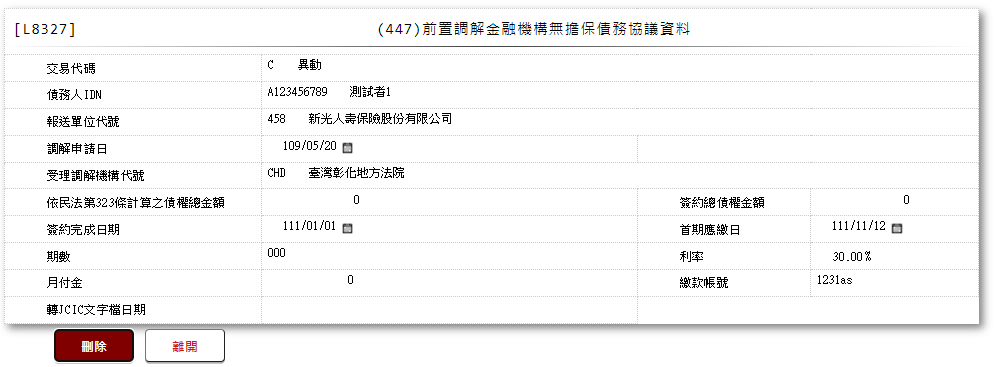 [L8327] (447)前置調解金融機構無擔保債務協議資料
交易代碼 C 異動
債務人IDN A123456789 測試者1
報送單位代號 458 新光人壽保險股份有限公司
調解申請日 109/05/20
受理調解機構代號 CHD 臺灣彰化地方法院
依民法第323條計算之債權總金額 0 簽約總債權金額 0
簽約完成日期 111/01/01 首期應繳日 111/11/12
期數 000 利率 30.00%
月付金 0 繳款帳號 1231as
轉JCIC文字檔日期
刪除 離開